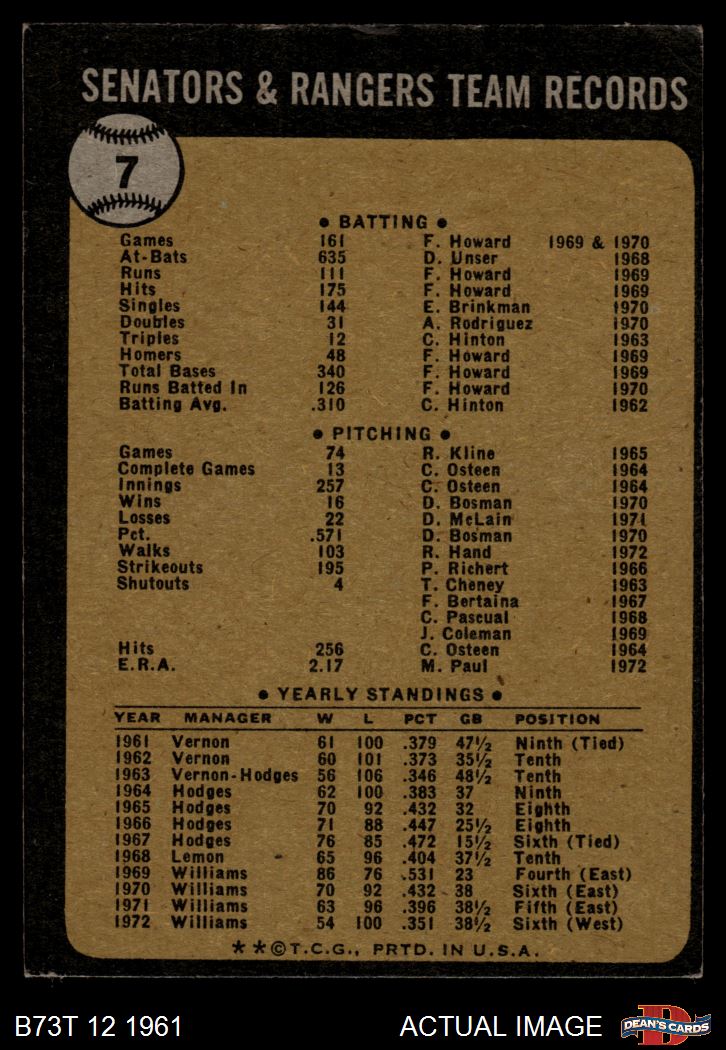 SENATORS & RANGERS TEAM RECORDS
7
• BATTING •
Games 161 F. Howard 1969 & 1970
At-Bats 635 D. Unser 1968
Runs 111 F. Howard 1969
Hits 175 F. Howard 1969
Singles 144 E. Brinkman 1970
Doubles 31 A. Rodriguez 1970
Triples 12 C. Hinton 1963
Homers 48 F. Howard 1969
Total Bases 340 F. Howard 1969
Runs Batted In 126 F. Howard 1970
Batting Avg. .310 C. Hinton 1962
• PITCHING •
Games 74 R. Kline 1965
Complete Games 13 C. Osteen 1964
Innings 257 C. Osteen 1964
Wins 16 D. Bosman 1970
Losses 22 D. McLain 1971
Pct. .571 D. Bosman 1970
Walks 103 R. Hand 1972
Strikeouts 195 P. Richert 1966
Shutouts 4 T. Cheney 1963
F. Bertaina 1967
C. Pascual 1968
J. Coleman 1969
Hits 256 C. Osteen 1964
E.R.A. 2.17 M. Paul 1972
• YEARLY STANDINGS •
YEAR MANAGER W L PCT GB POSITION
1961 Vernon 61 100 .379 47½ Ninth (Tied)
1962 Vernon 60 101 .373 35½ Tenth
1963 Vernon-Hodges 56 106 .346 48½ Tenth
1964 Hodges 62 100 .383 37 Ninth
1965 Hodges 70 92 .432 32 Eighth
1966 Hodges 71 88 .447 25½ Eighth
1967 Hodges 76 85 .472 15½ Sixth (Tied)
1968 Lemon 65 96 .404 37½ Tenth
1969 Williams 86 76 .531 23 Fourth (East)
1970 Williams 70 92 .432 38 Sixth (East)
1971 Williams 63 96 .396 38½ Fifth (East)
1972 Williams 54 100 .351 38½ Sixth (West)
**©T.C.G., PRTD. IN U.S.A.
B73T 12 1961 ACTUAL IMAGE D DEAN'S CARDS